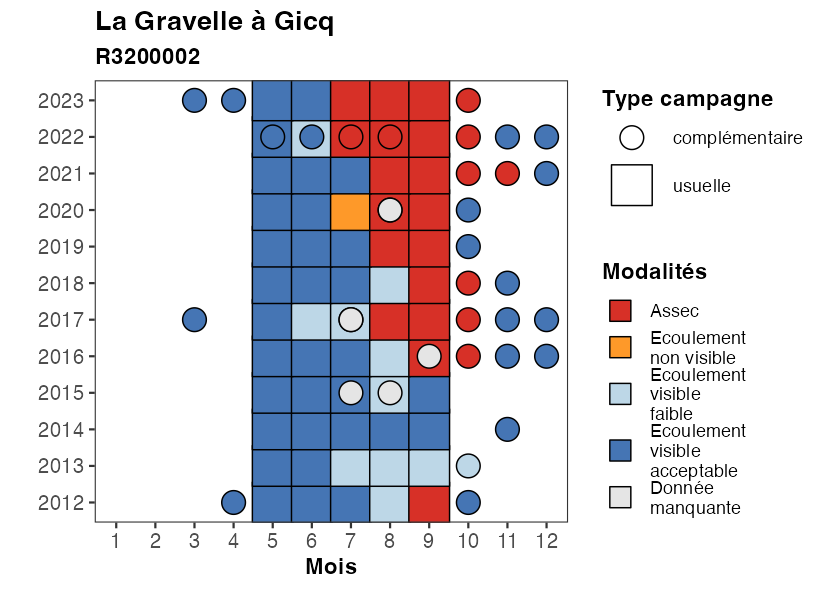 La Gravelle à Gicq
R3200002
2023
2022
2021
2020
2019
2018
2017
2016
2015
2014
2013
2012
1 2 3 4 5 6 7 8 9 10 11 12
Mois
Type campagne
complémentaire
usuelle
Modalités
Assec
Ecoulement
non visible
Ecoulement
visible
faible
Ecoulement
visible
acceptable
Donnée
manquante